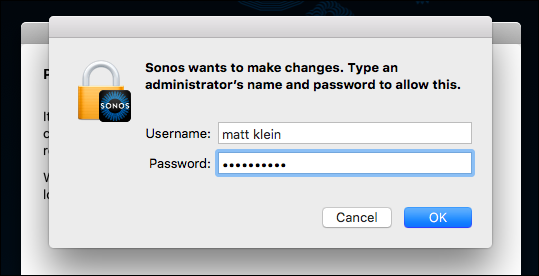 Sonos wants to make changes. Type an
administrator's name and password to allow this.
SONOS
Username: matt klein
Password: ••••••••••
Cancel OK